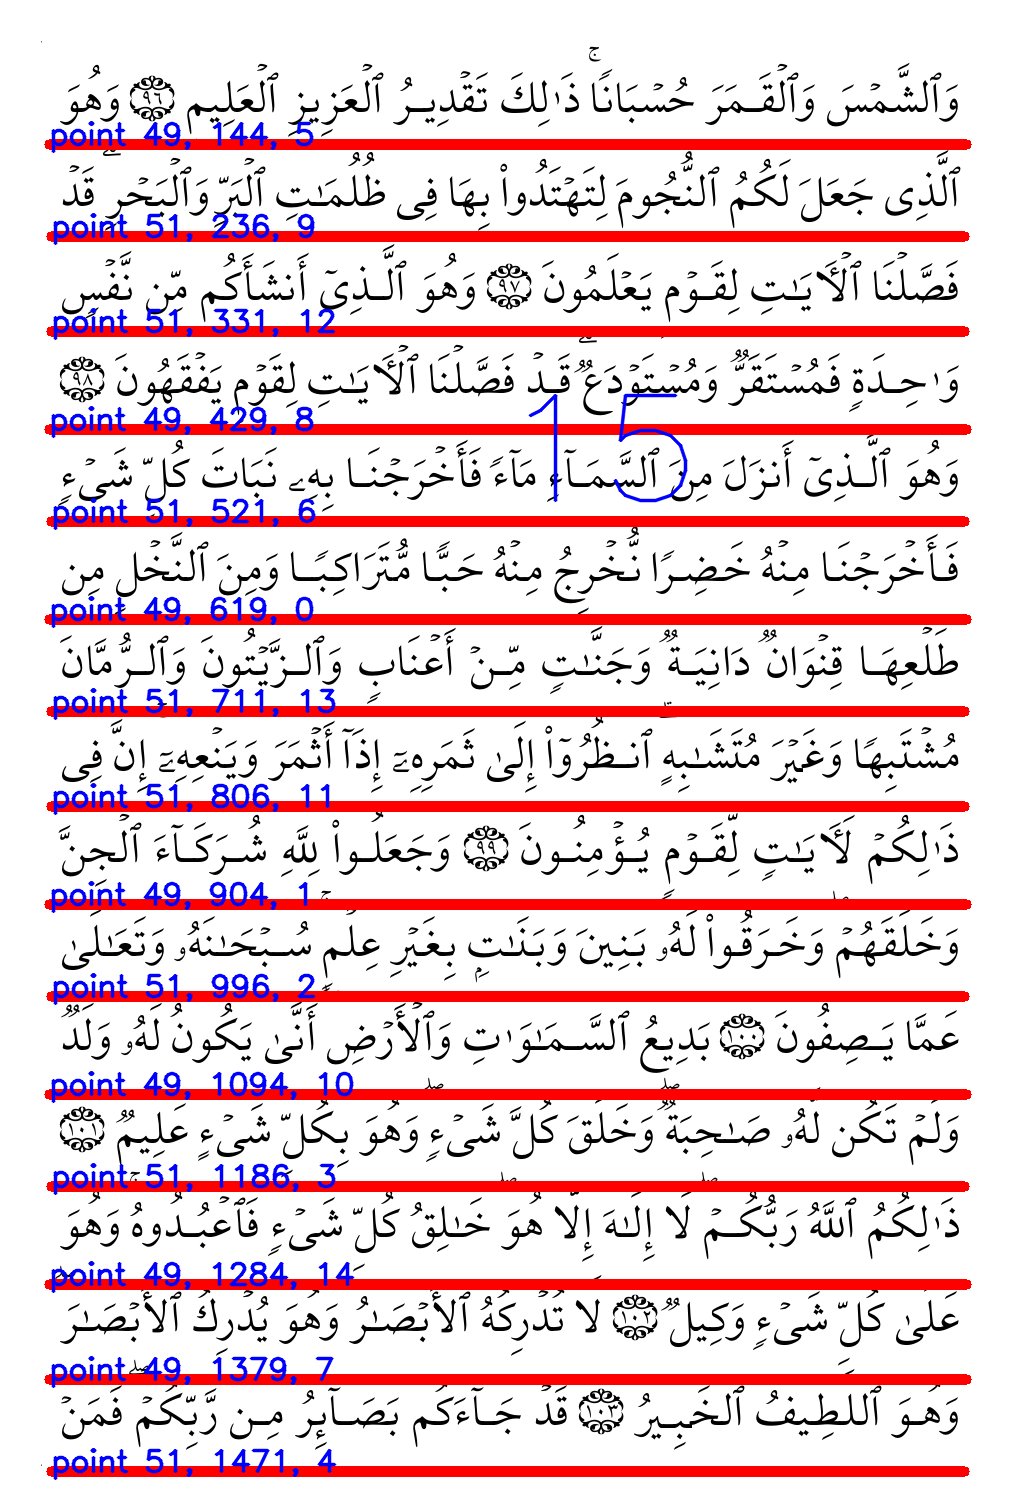 وَٱلشَّمْسَ وَٱلْقَمَرَ حُسْبَانًا ۚ ذَٰلِكَ تَقْدِيرُ ٱلْعَزِيزِ ٱلْعَلِيمِ ٩٦ وَهُوَ
point 49, 144, 5
ٱلَّذِى جَعَلَ لَكُمُ ٱلنُّجُومَ لِتَهْتَدُوا۟ بِهَا فِى ظُلُمَٰتِ ٱلْبَرِّ وَٱلْبَحْرِ ۗ قَدْ
point 51, 236, 9
فَصَّلْنَا ٱلْـَٔايَٰتِ لِقَوْمٍ يَعْلَمُونَ ٩٧ وَهُوَ ٱلَّذِىٓ أَنشَأَكُم مِّن نَّفْسٍ
point 51, 331, 12
وَٰحِدَةٍ فَمُسْتَقَرٌّ وَمُسْتَوْدَعٌ ۗ قَدْ فَصَّلْنَا ٱلْـَٔايَٰتِ لِقَوْمٍ يَفْقَهُونَ ٩٨
15
point 49, 429, 8
وَهُوَ ٱلَّذِىٓ أَنزَلَ مِنَ ٱلسَّمَآءِ مَآءً فَأَخْرَجْنَا بِهِۦ نَبَاتَ كُلِّ شَىْءٍ
point 51, 521, 6
فَأَخْرَجْنَا مِنْهُ خَضِرًا نُّخْرِجُ مِنْهُ حَبًّا مُّتَرَاكِبًا وَمِنَ ٱلنَّخْلِ مِن
point 49, 619, 0
طَلْعِهَا قِنْوَانٌ دَانِيَةٌ وَجَنَّٰتٍ مِّنْ أَعْنَابٍ وَٱلزَّيْتُونَ وَٱلرُّمَّانَ
point 51, 711, 13
مُشْتَبِهًا وَغَيْرَ مُتَشَٰبِهٍ ۗ ٱنظُرُوٓا۟ إِلَىٰ ثَمَرِهِۦٓ إِذَآ أَثْمَرَ وَيَنْعِهِۦٓ ۚ إِنَّ فِى
point 51, 806, 11
ذَٰلِكُمْ لَـَٔايَٰتٍ لِّقَوْمٍ يُؤْمِنُونَ ٩٩ وَجَعَلُوا۟ لِلَّهِ شُرَكَآءَ ٱلْجِنَّ
point 49, 904, 1
وَخَلَقَهُمْ ۖ وَخَرَقُوا۟ لَهُۥ بَنِينَ وَبَنَٰتٍۭ بِغَيْرِ عِلْمٍ ۚ سُبْحَٰنَهُۥ وَتَعَٰلَىٰ
point 51, 996, 2
عَمَّا يَصِفُونَ ١٠٠ بَدِيعُ ٱلسَّمَٰوَٰتِ وَٱلْأَرْضِ ۖ أَنَّىٰ يَكُونُ لَهُۥ وَلَدٌ
point 49, 1094, 10
وَلَمْ تَكُن لَّهُۥ صَٰحِبَةٌ ۖ وَخَلَقَ كُلَّ شَىْءٍ ۖ وَهُوَ بِكُلِّ شَىْءٍ عَلِيمٌ ١٠١
point 51, 1186, 3
ذَٰلِكُمُ ٱللَّهُ رَبُّكُمْ ۖ لَآ إِلَٰهَ إِلَّا هُوَ ۖ خَٰلِقُ كُلِّ شَىْءٍ فَٱعْبُدُوهُ ۚ وَهُوَ
point 49, 1284, 14
عَلَىٰ كُلِّ شَىْءٍ وَكِيلٌ ١٠٢ لَّا تُدْرِكُهُ ٱلْأَبْصَٰرُ وَهُوَ يُدْرِكُ ٱلْأَبْصَٰرَ ۖ
point 49, 1379, 7
وَهُوَ ٱللَّطِيفُ ٱلْخَبِيرُ ١٠٣ قَدْ جَآءَكُم بَصَآئِرُ مِن رَّبِّكُمْ ۖ فَمَنْ
point 51, 1471, 4